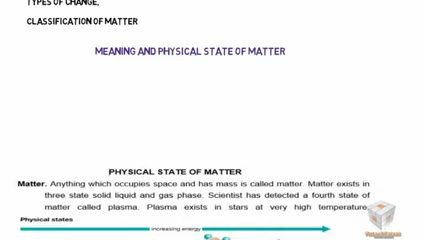 TYPES OF CHANGE,
CLASSIFICATION OF MATTER
MEANING AND PHYSICAL STATE OF MATTER
PHYSICAL STATE OF MATTER
Matter. Anything which occupies space and has mass is called matter. Matter exists in
three state solid liquid and gas phase. Scientist has detected a fourth state of
matter called plasma. Plasma exists in stars at very high temperature.
Physical states
increasing energy